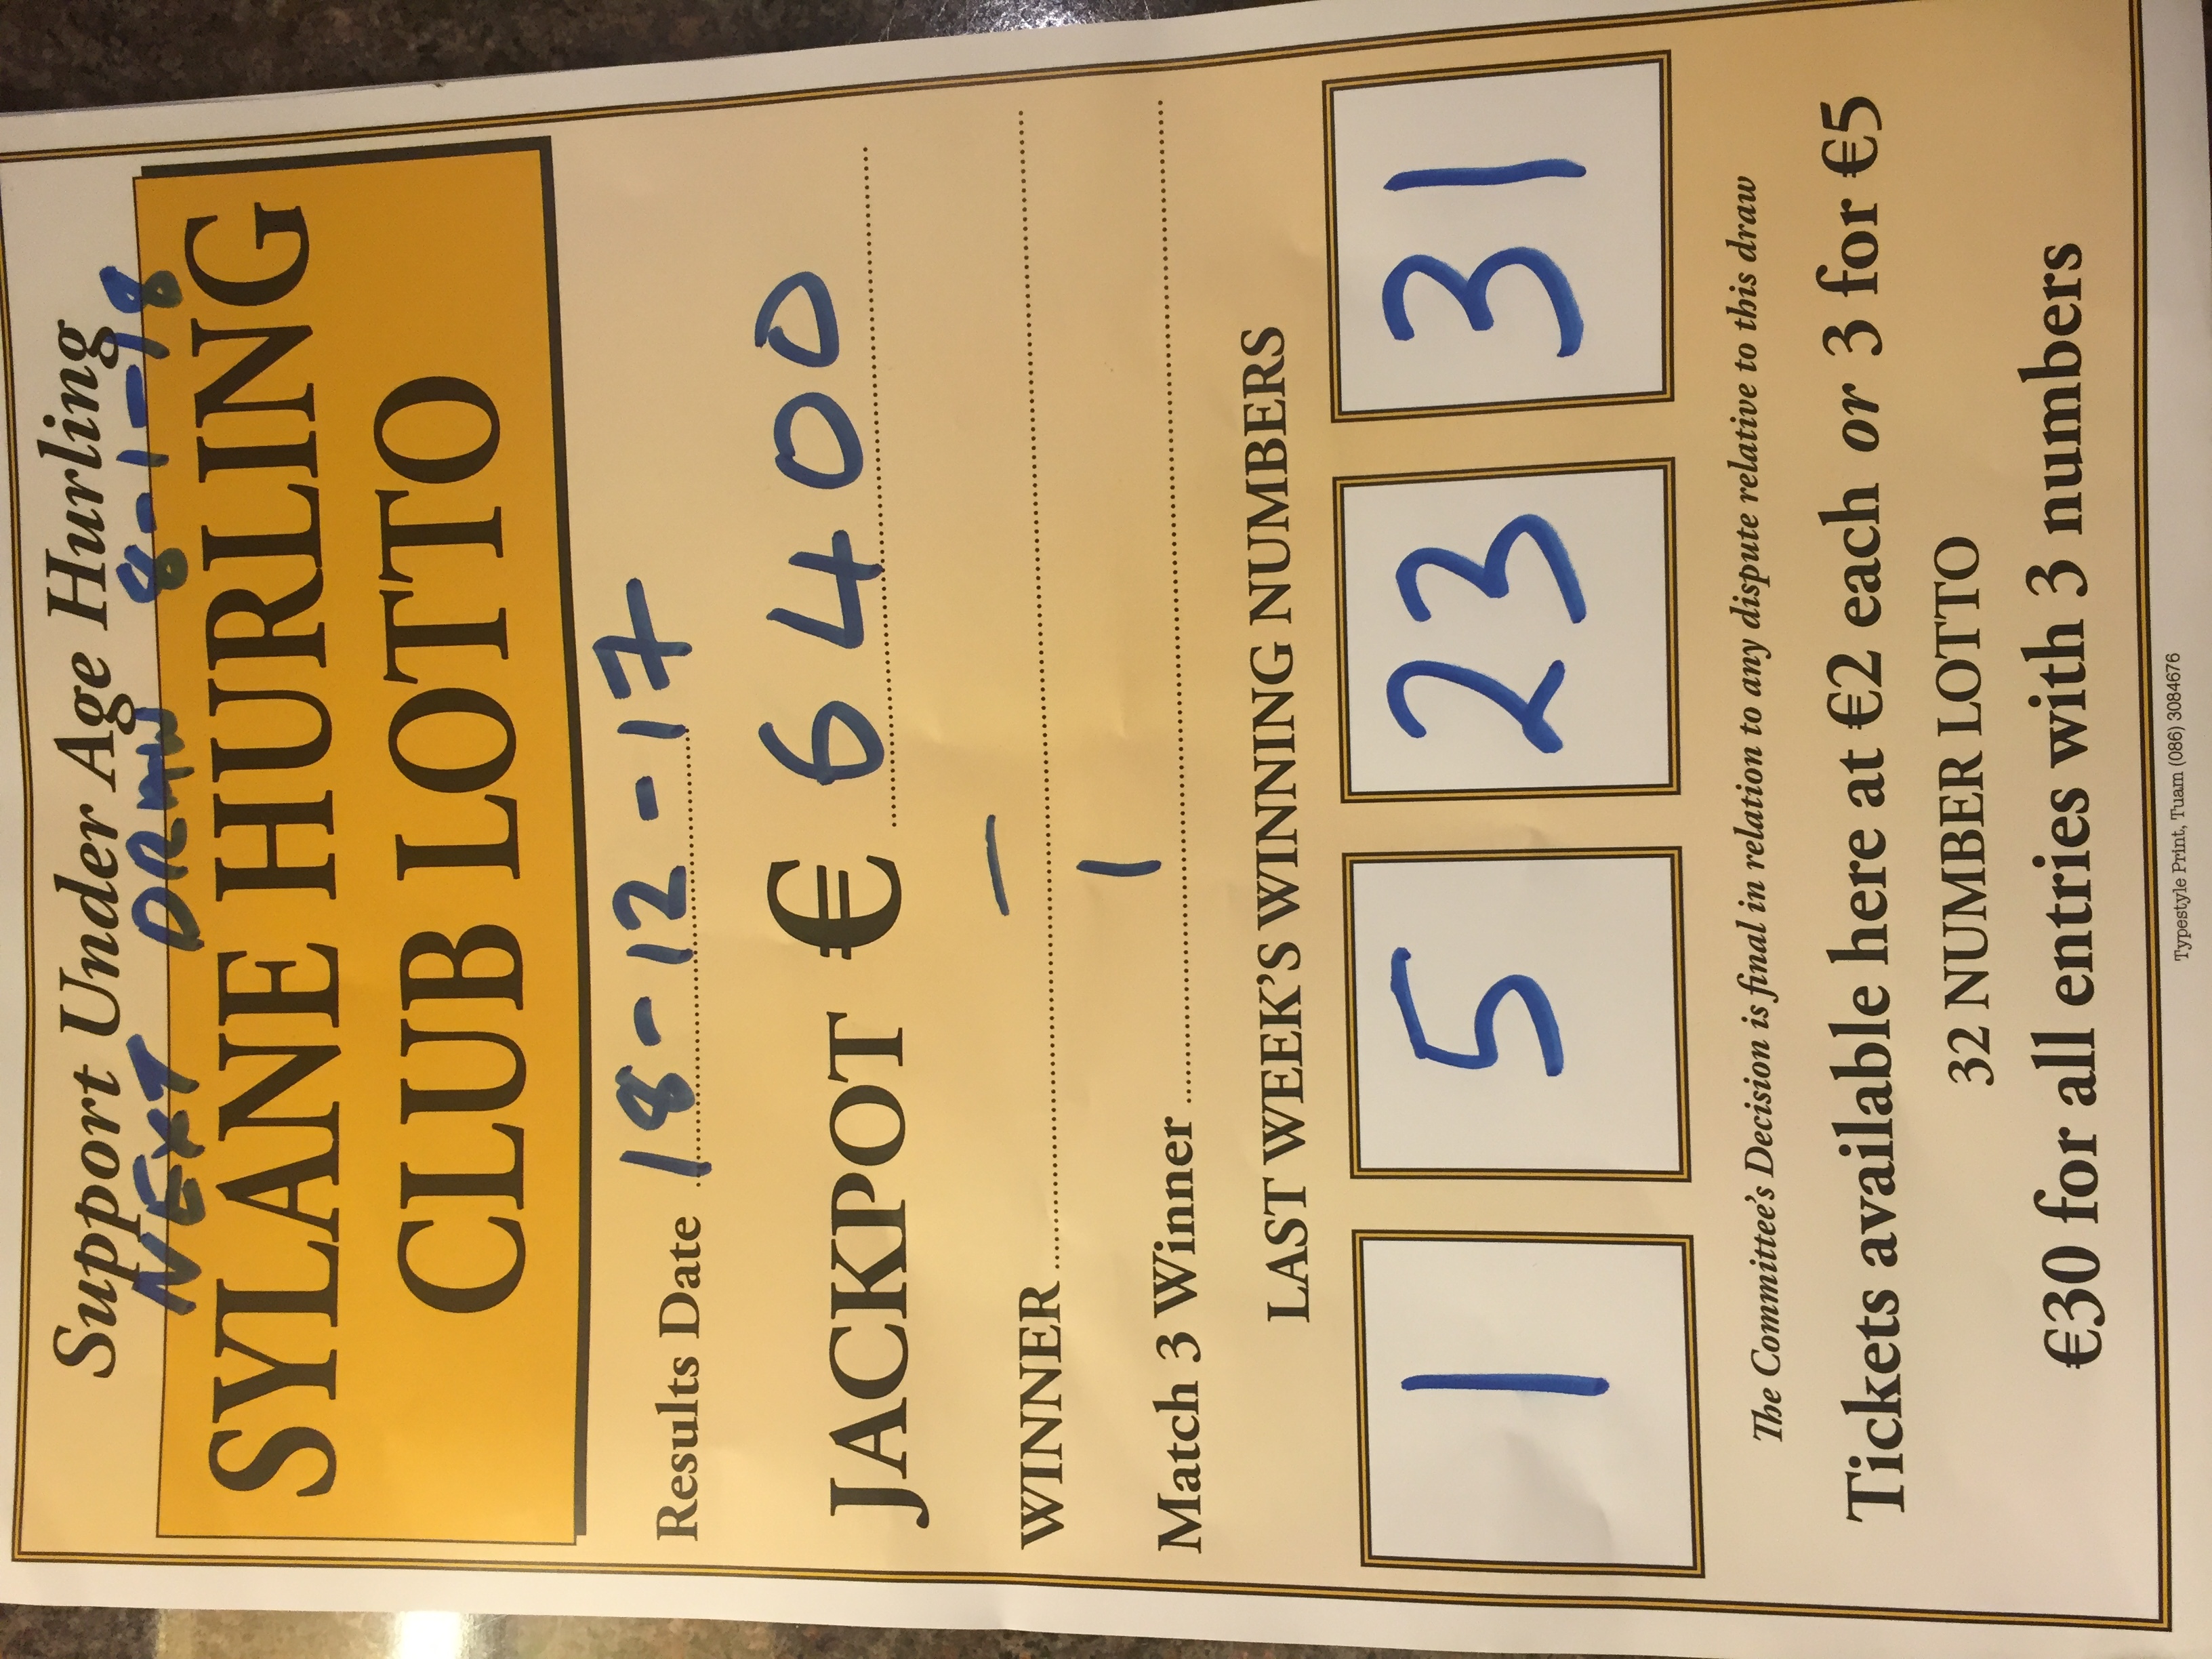 Support Under Age Hurling
NEXT DRAW 8-1-18
SYLANE HURLING
CLUB LOTTO
Results Date 18-12-17
JACKPOT € 6400
WINNER —
Match 3 Winner 1
LAST WEEK'S WINNING NUMBERS
1 5 23 31
The Committee's Decision is final in relation to any dispute relative to this draw
Tickets available here at €2 each or 3 for €5
32 NUMBER LOTTO
€30 for all entries with 3 numbers
Typestyle Print, Tuam (086) 3084676